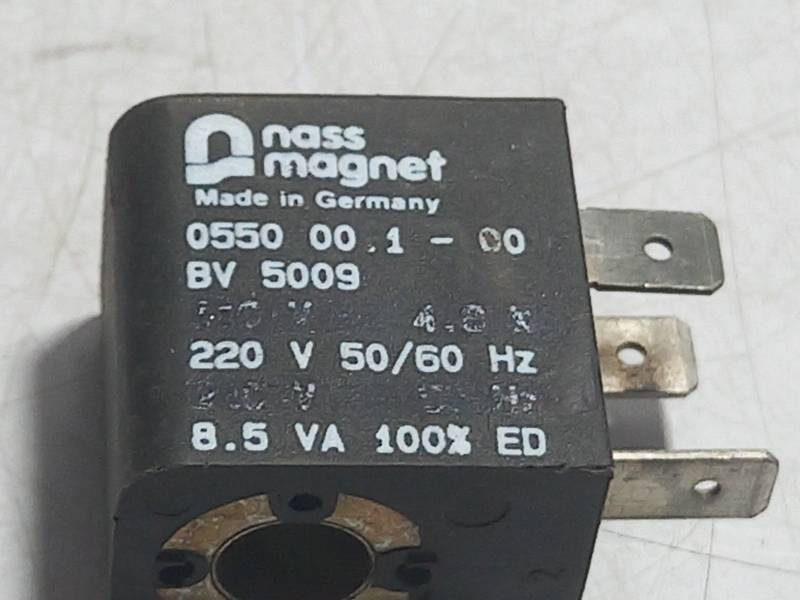 nass
magnet
Made in Germany
0550 00.1 - 00
BV 5009
V
220 V 50/60 Hz
V Hz
8.5 VA 100% ED